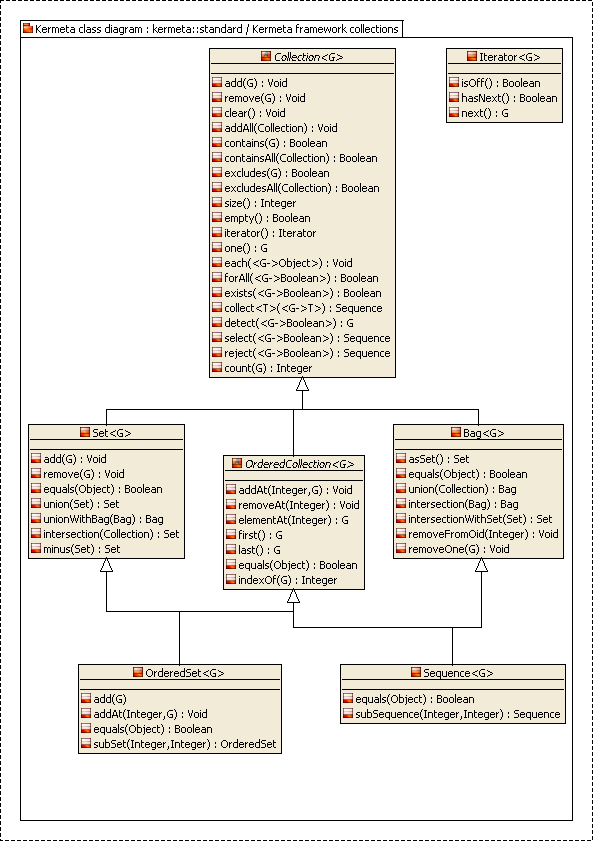 Kermeta class diagram : kermeta::standard / Kermeta framework collections
Collection<G>
add(G) : Void
remove(G) : Void
clear() : Void
addAll(Collection) : Void
contains(G) : Boolean
containsAll(Collection) : Boolean
excludes(G) : Boolean
excludesAll(Collection) : Boolean
size() : Integer
empty() : Boolean
iterator() : Iterator
one() : G
each(<G->Object>) : Void
forAll(<G->Boolean>) : Boolean
exists(<G->Boolean>) : Boolean
collect<T>(<G->T>) : Sequence
detect(<G->Boolean>) : G
select(<G->Boolean>) : Sequence
reject(<G->Boolean>) : Sequence
count(G) : Integer
Iterator<G>
isOff() : Boolean
hasNext() : Boolean
next() : G
Set<G>
add(G) : Void
remove(G) : Void
equals(Object) : Boolean
union(Set) : Set
unionWithBag(Bag) : Bag
intersection(Collection) : Set
minus(Set) : Set
OrderedCollection<G>
addAt(Integer,G) : Void
removeAt(Integer) : Void
elementAt(Integer) : G
first() : G
last() : G
equals(Object) : Boolean
indexOf(G) : Integer
Bag<G>
asSet() : Set
equals(Object) : Boolean
union(Collection) : Bag
intersection(Bag) : Bag
intersectionWithSet(Set) : Set
removeFromOid(Integer) : Void
removeOne(G) : Void
OrderedSet<G>
add(G)
addAt(Integer,G) : Void
equals(Object) : Boolean
subSet(Integer,Integer) : OrderedSet
Sequence<G>
equals(Object) : Boolean
subSequence(Integer,Integer) : Sequence